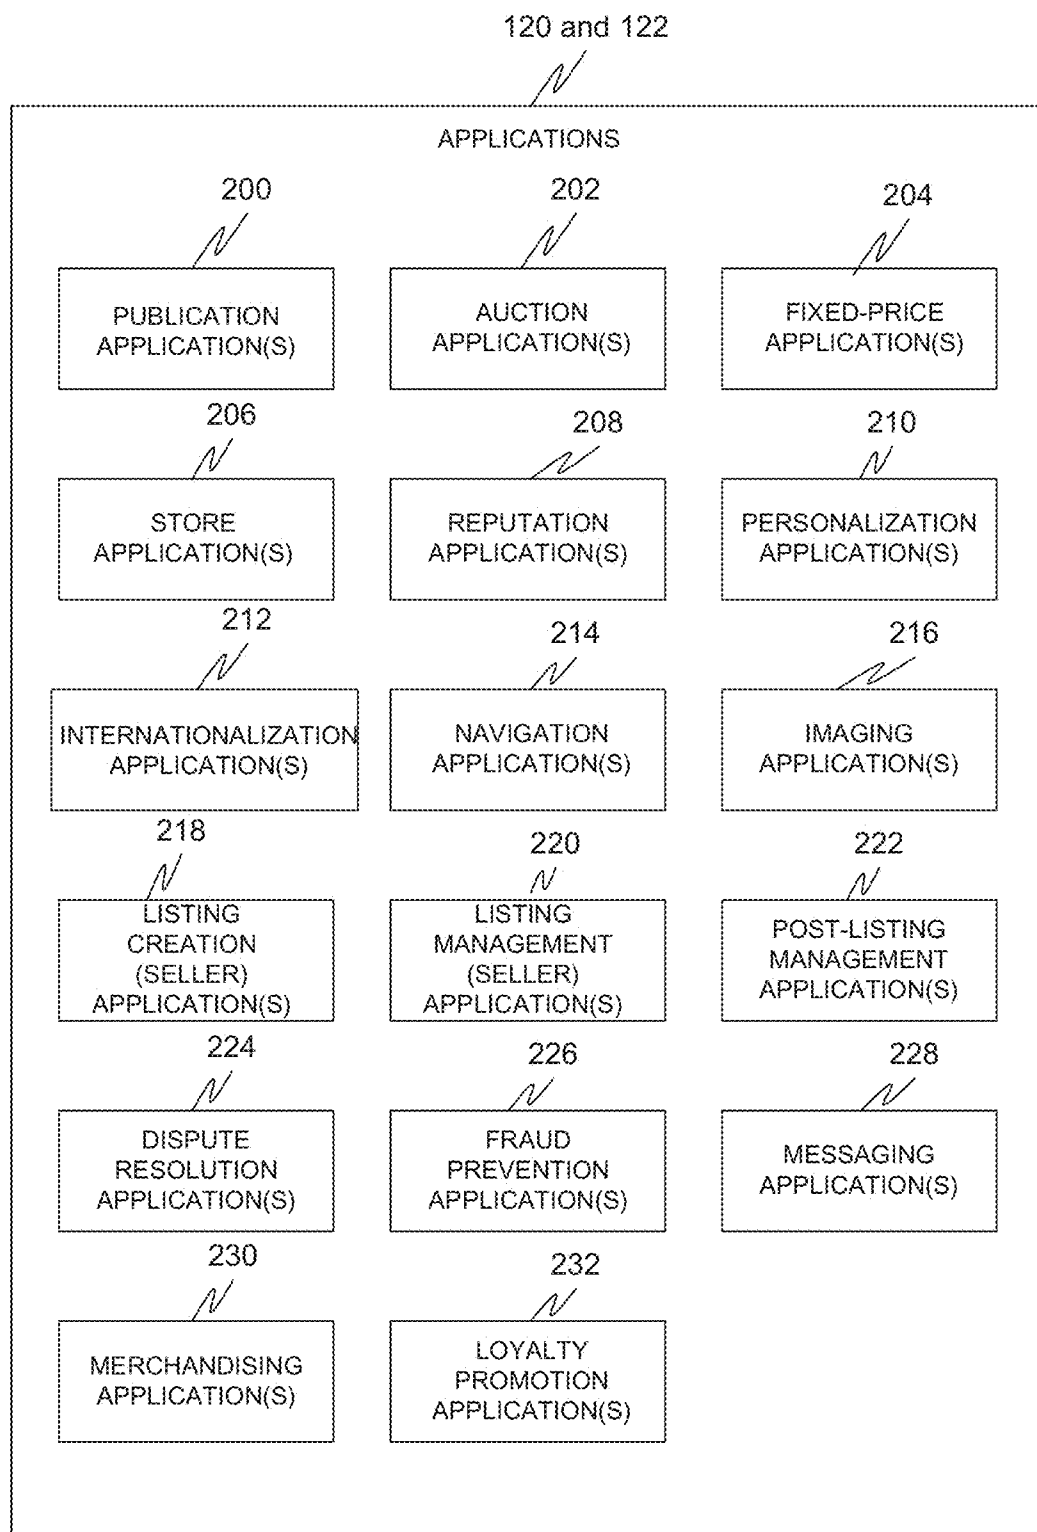 120 and 122
APPLICATIONS
200
202
204
PUBLICATION
APPLICATION(S)
AUCTION
APPLICATION(S)
FIXED-PRICE
APPLICATION(S)
206
208
210
STORE
APPLICATION(S)
REPUTATION
APPLICATION(S)
PERSONALIZATION
APPLICATION(S)
212
214
216
INTERNATIONALIZATION
APPLICATION(S)
NAVIGATION
APPLICATION(S)
IMAGING
APPLICATION(S)
218
220
222
LISTING
CREATION
(SELLER)
APPLICATION(S)
LISTING
MANAGEMENT
(SELLER)
APPLICATION(S)
POST-LISTING
MANAGEMENT
APPLICATION(S)
224
226
228
DISPUTE
RESOLUTION
APPLICATION(S)
FRAUD
PREVENTION
APPLICATION(S)
MESSAGING
APPLICATION(S)
230
232
MERCHANDISING
APPLICATION(S)
LOYALTY
PROMOTION
APPLICATION(S)